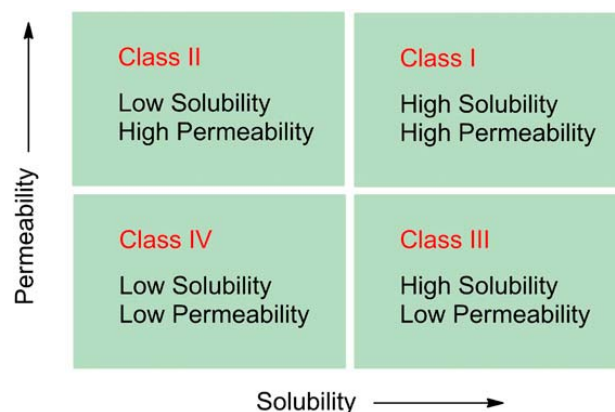 Class II
Low Solubility
High Permeability
Class I
High Solubility
High Permeability
Class IV
Low Solubility
Low Permeability
Class III
High Solubility
Low Permeability
Permeability
Solubility